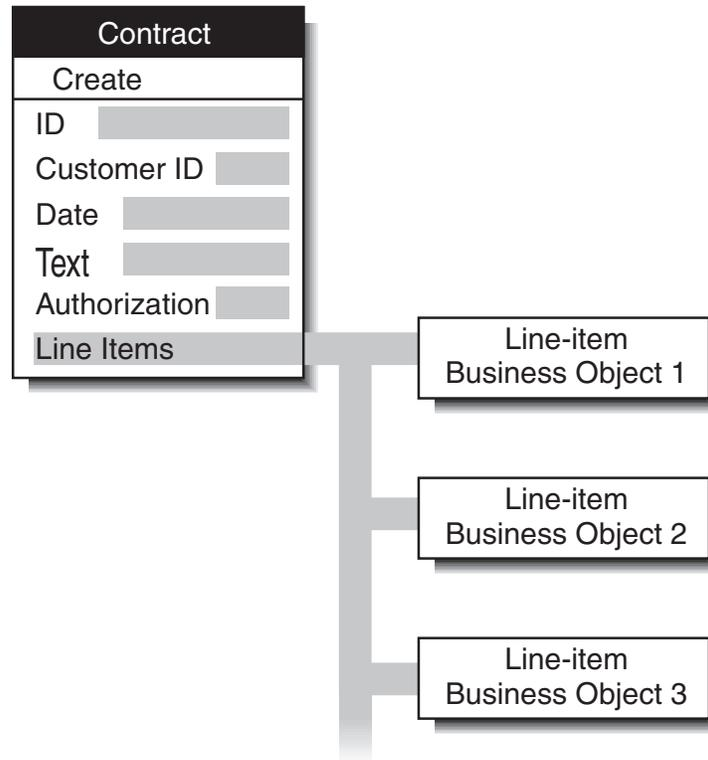 Contract
Create
ID
Customer ID
Date
Text
Authorization
Line Items
Line-item
Business Object 1
Line-item
Business Object 2
Line-item
Business Object 3